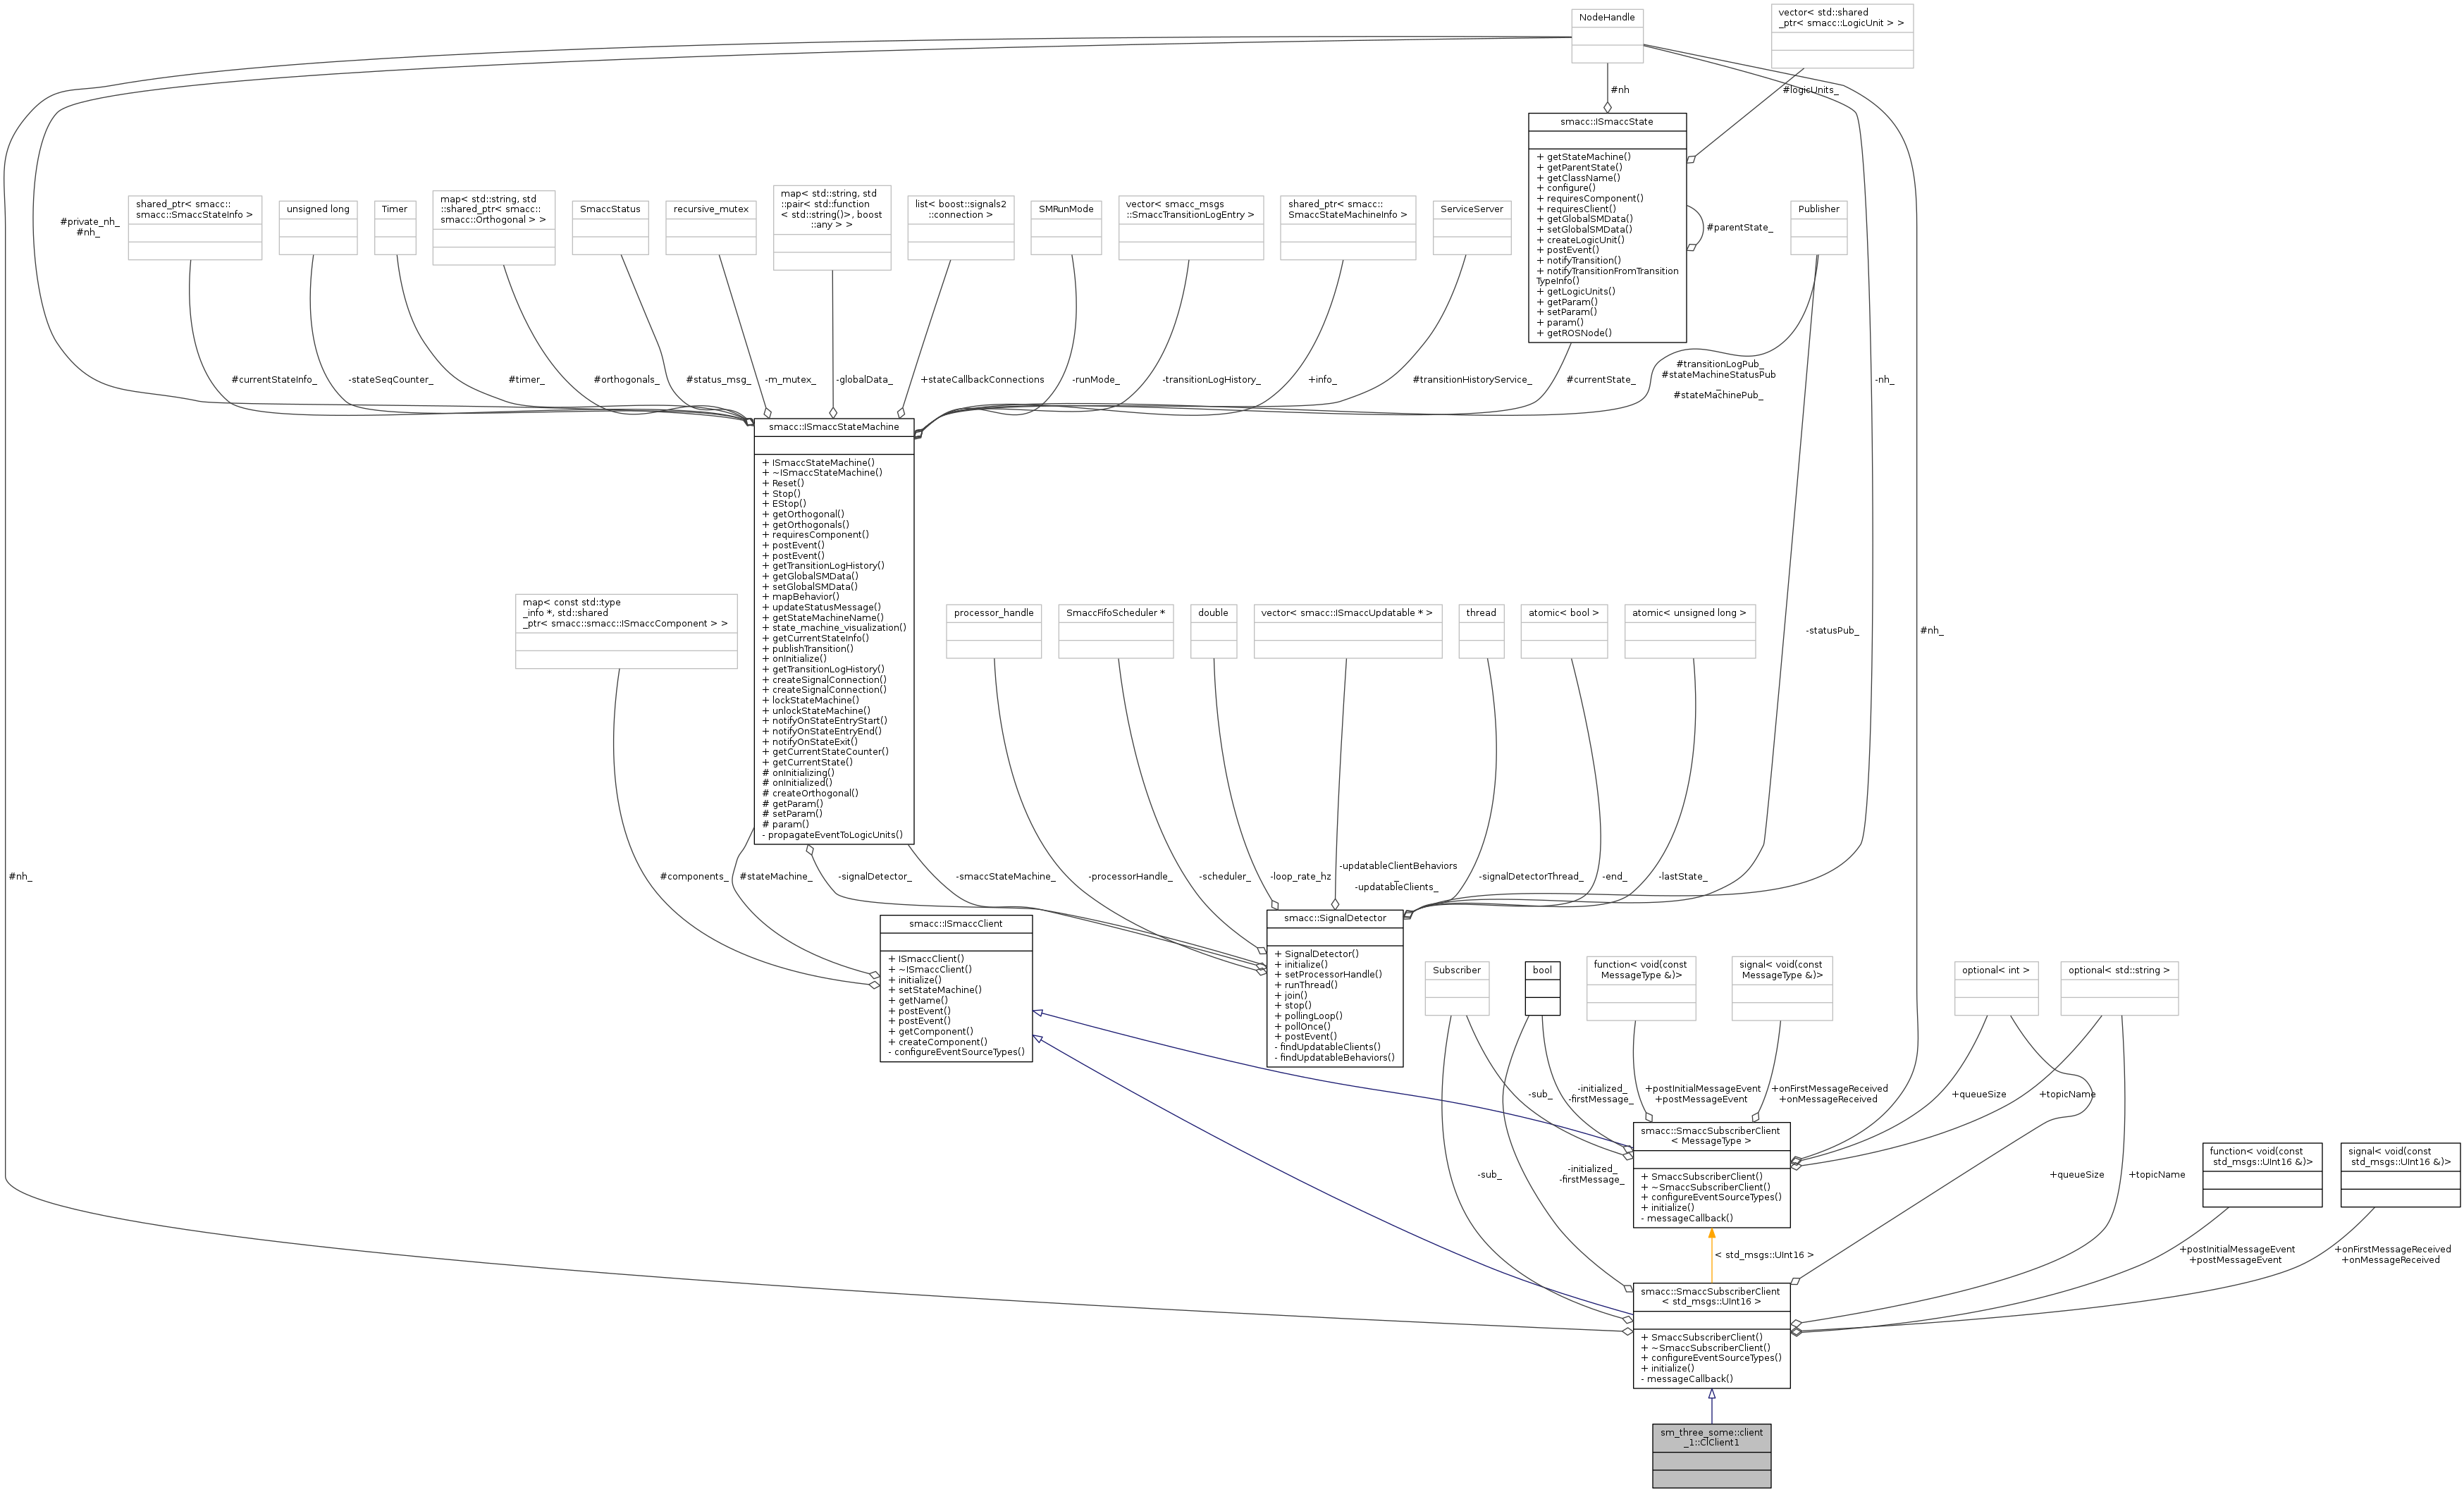 NodeHandle
vector< std::shared
_ptr< smacc::LogicUnit > >
#nh
#logicUnits_
smacc::ISmaccState
+ getStateMachine()
+ getParentState()
+ getClassName()
+ configure()
+ requiresComponent()
+ requiresClient()
+ getGlobalSMData()
+ setGlobalSMData()
+ createLogicUnit()
+ postEvent()
+ notifyTransition()
+ notifyTransitionFromTransition
TypeInfo()
+ getLogicUnits()
+ getParam()
+ setParam()
+ param()
+ getROSNode()
#parentState_
#private_nh_
#nh_
shared_ptr< smacc::
smacc::SmaccStateInfo >
unsigned long
Timer
map< std::string, std
::shared_ptr< smacc::
smacc::Orthogonal > >
SmaccStatus
recursive_mutex
map< std::string, std
::pair< std::function
< std::string()>, boost
::any > >
list< boost::signals2
::connection >
SMRunMode
vector< smacc_msgs
::SmaccTransitionLogEntry >
shared_ptr< smacc::
SmaccStateMachineInfo >
ServiceServer
Publisher
#currentStateInfo_
-stateSeqCounter_
#timer_
#orthogonals_
#status_msg_
-m_mutex_
-globalData_
+stateCallbackConnections
-runMode_
-transitionLogHistory_
+info_
#transitionHistoryService_
#currentState_
#transitionLogPub_
#stateMachineStatusPub
_
#stateMachinePub_
-nh_
smacc::ISmaccStateMachine
+ ISmaccStateMachine()
+ ~ISmaccStateMachine()
+ Reset()
+ Stop()
+ EStop()
+ getOrthogonal()
+ getOrthogonals()
+ requiresComponent()
+ postEvent()
+ postEvent()
+ getTransitionLogHistory()
+ getGlobalSMData()
+ setGlobalSMData()
+ mapBehavior()
+ updateStatusMessage()
+ getStateMachineName()
+ state_machine_visualization()
+ getCurrentStateInfo()
+ publishTransition()
+ onInitialize()
+ getTransitionLogHistory()
+ createSignalConnection()
+ createSignalConnection()
+ lockStateMachine()
+ unlockStateMachine()
+ notifyOnStateEntryStart()
+ notifyOnStateEntryEnd()
+ notifyOnStateExit()
+ getCurrentStateCounter()
+ getCurrentState()
# onInitializing()
# onInitialized()
# createOrthogonal()
# getParam()
# setParam()
# param()
- propagateEventToLogicUnits()
map< const std::type
_info *, std::shared
_ptr< smacc::smacc::ISmaccComponent > >
processor_handle
SmaccFifoScheduler *
double
vector< smacc::ISmaccUpdatable * >
thread
atomic< bool >
atomic< unsigned long >
-statusPub_
#nh_
#nh_
#components_
#stateMachine_
-signalDetector_
-smaccStateMachine_
-processorHandle_
-scheduler_
-loop_rate_hz
-updatableClientBehaviors
_
-updatableClients_
-signalDetectorThread_
-end_
-lastState_
smacc::ISmaccClient
+ ISmaccClient()
+ ~ISmaccClient()
+ initialize()
+ setStateMachine()
+ getName()
+ postEvent()
+ postEvent()
+ getComponent()
+ createComponent()
- configureEventSourceTypes()
smacc::SignalDetector
+ SignalDetector()
+ initialize()
+ setProcessorHandle()
+ runThread()
+ join()
+ stop()
+ pollingLoop()
+ pollOnce()
+ postEvent()
- findUpdatableClients()
- findUpdatableBehaviors()
Subscriber
bool
function< void(const
MessageType &)>
signal< void(const
MessageType &)>
optional< int >
optional< std::string >
-sub_
-initialized_
-firstMessage_
+postInitialMessageEvent
+postMessageEvent
+onFirstMessageReceived
+onMessageReceived
+queueSize
+topicName
smacc::SmaccSubscriberClient
< MessageType >
+ SmaccSubscriberClient()
+ ~SmaccSubscriberClient()
+ configureEventSourceTypes()
+ initialize()
- messageCallback()
function< void(const
std_msgs::UInt16 &)>
signal< void(const
std_msgs::UInt16 &)>
-sub_
-initialized_
-firstMessage_
+queueSize
+topicName
< std_msgs::UInt16 >
+postInitialMessageEvent
+postMessageEvent
+onFirstMessageReceived
+onMessageReceived
smacc::SmaccSubscriberClient
< std_msgs::UInt16 >
+ SmaccSubscriberClient()
+ ~SmaccSubscriberClient()
+ configureEventSourceTypes()
+ initialize()
- messageCallback()
sm_three_some::client
_1::ClClient1